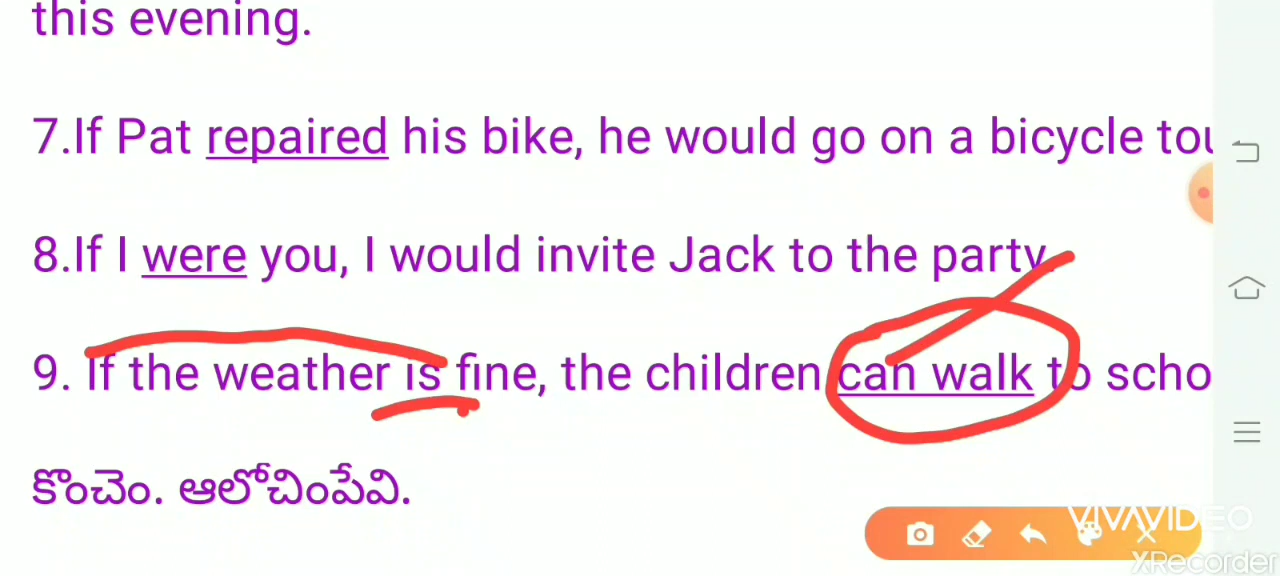 this evening.
7.If Pat repaired his bike, he would go on a bicycle tou
8.If I were you, I would invite Jack to the party.
9. If the weather is fine, the children can walk to scho
కొంచెం. ఆలోచింపేవి.
VIVAVIDEO
XRecorder